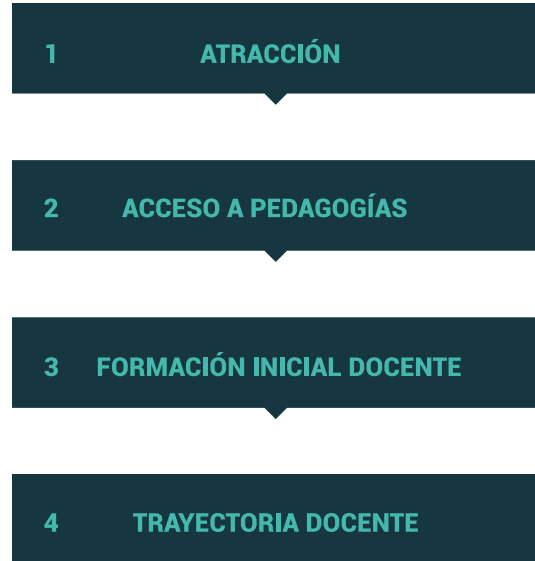 1 ATRACCIÓN
2 ACCESO A PEDAGOGÍAS
3 FORMACIÓN INICIAL DOCENTE
4 TRAYECTORIA DOCENTE